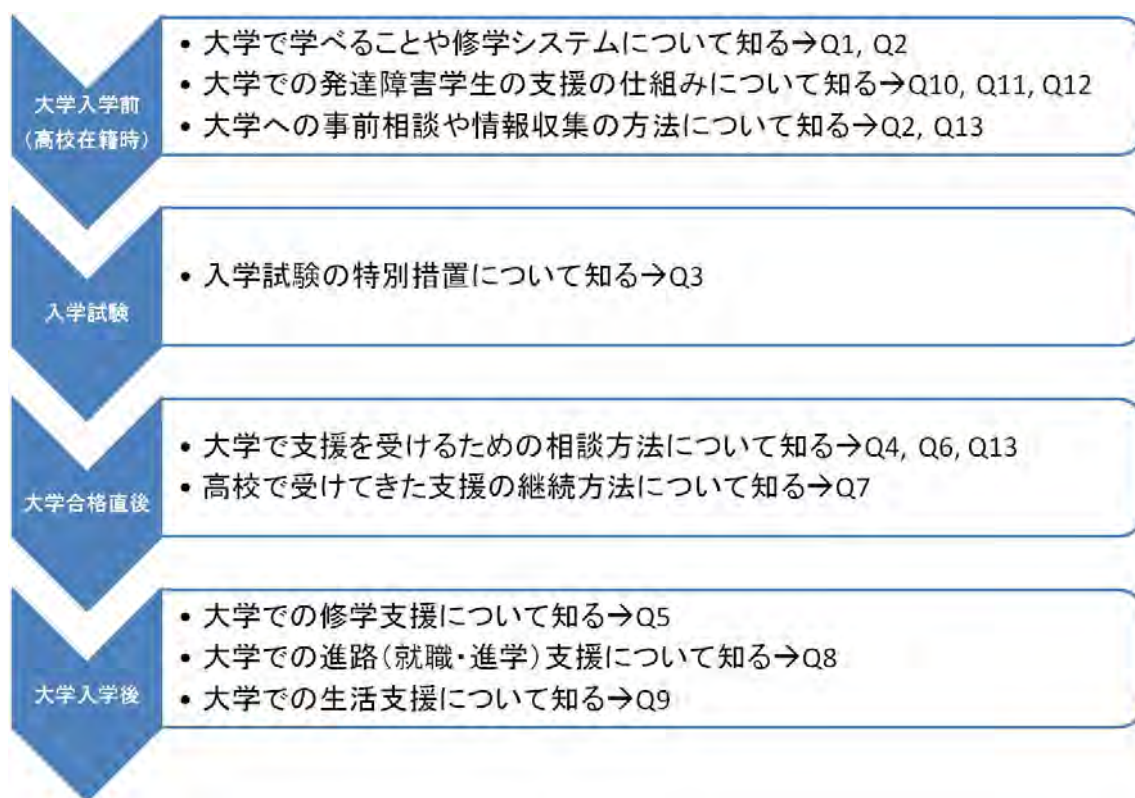 大学入学前
(高校在籍時)
• 大学で学べることや修学システムについて知る→Q1, Q2
• 大学での発達障害学生の支援の仕組みについて知る→Q10, Q11, Q12
• 大学への事前相談や情報収集の方法について知る→Q2, Q13
入学試験
• 入学試験の特別措置について知る→Q3
大学合格直後
• 大学で支援を受けるための相談方法について知る→Q4, Q6, Q13
• 高校で受けてきた支援の継続方法について知る→Q7
大学入学後
• 大学での修学支援について知る→Q5
• 大学での進路(就職・進学)支援について知る→Q8
• 大学での生活支援について知る→Q9